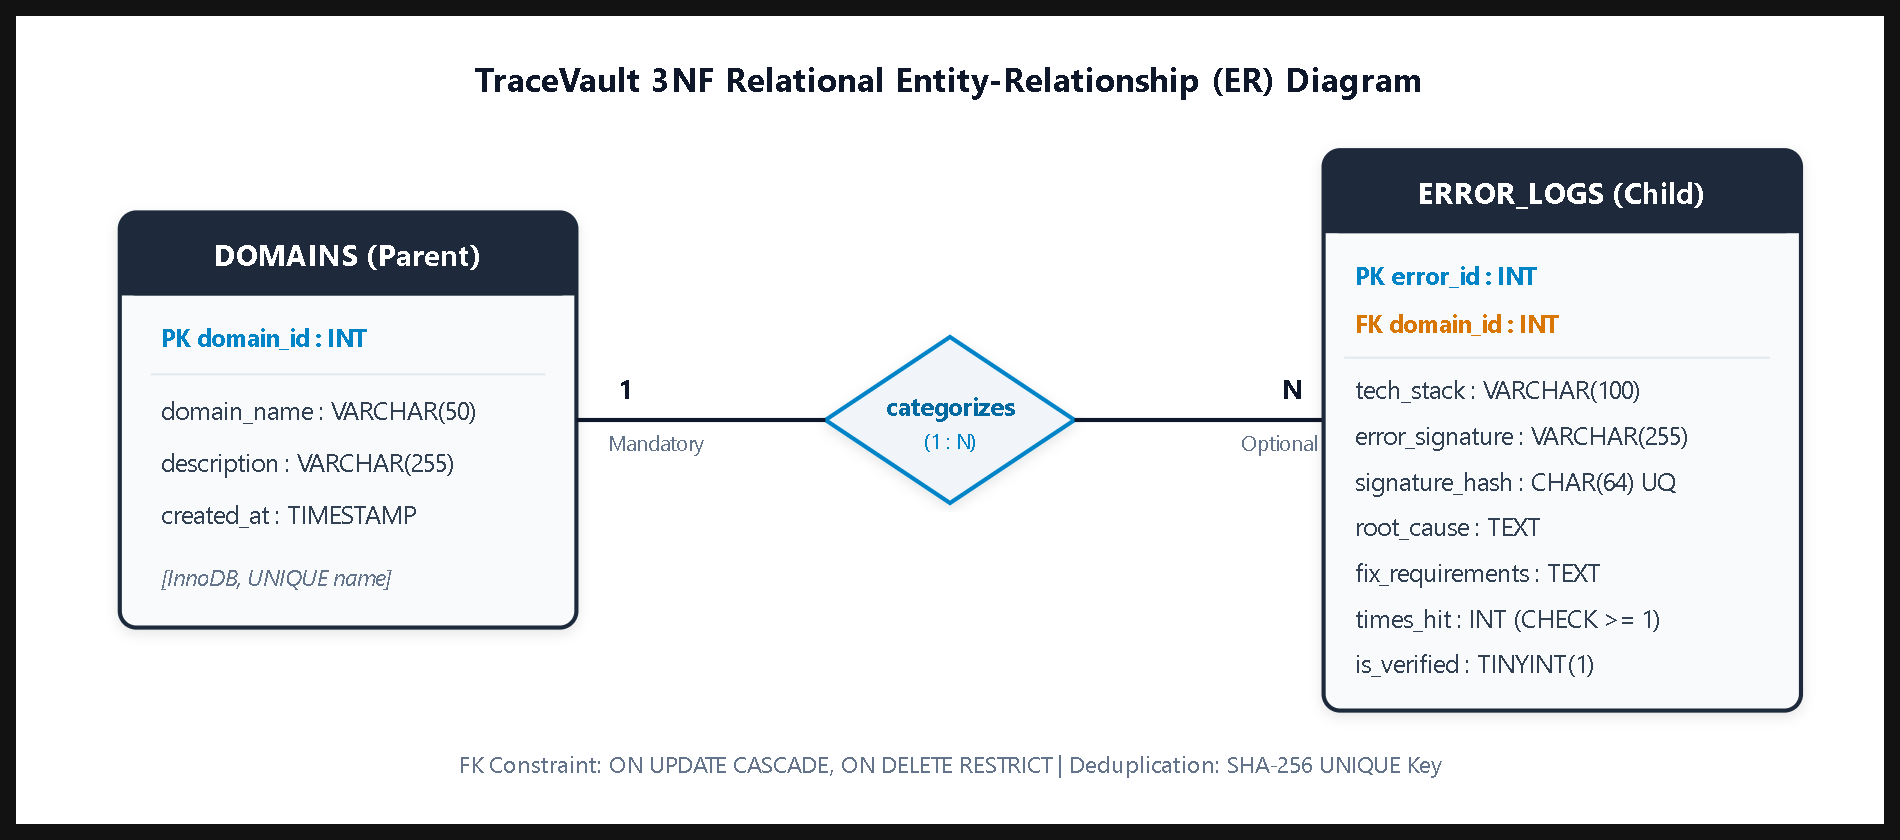 TraceVault 3NF Relational Entity-Relationship (ER) Diagram
DOMAINS (Parent)
PK domain_id : INT
domain_name : VARCHAR(50)
description : VARCHAR(255)
created_at : TIMESTAMP
[InnoDB, UNIQUE name]
1
Mandatory
categorizes
(1 : N)
N
Optional
ERROR_LOGS (Child)
PK error_id : INT
FK domain_id : INT
tech_stack : VARCHAR(100)
error_signature : VARCHAR(255)
signature_hash : CHAR(64) UQ
root_cause : TEXT
fix_requirements : TEXT
times_hit : INT (CHECK >= 1)
is_verified : TINYINT(1)
FK Constraint: ON UPDATE CASCADE, ON DELETE RESTRICT | Deduplication: SHA-256 UNIQUE Key